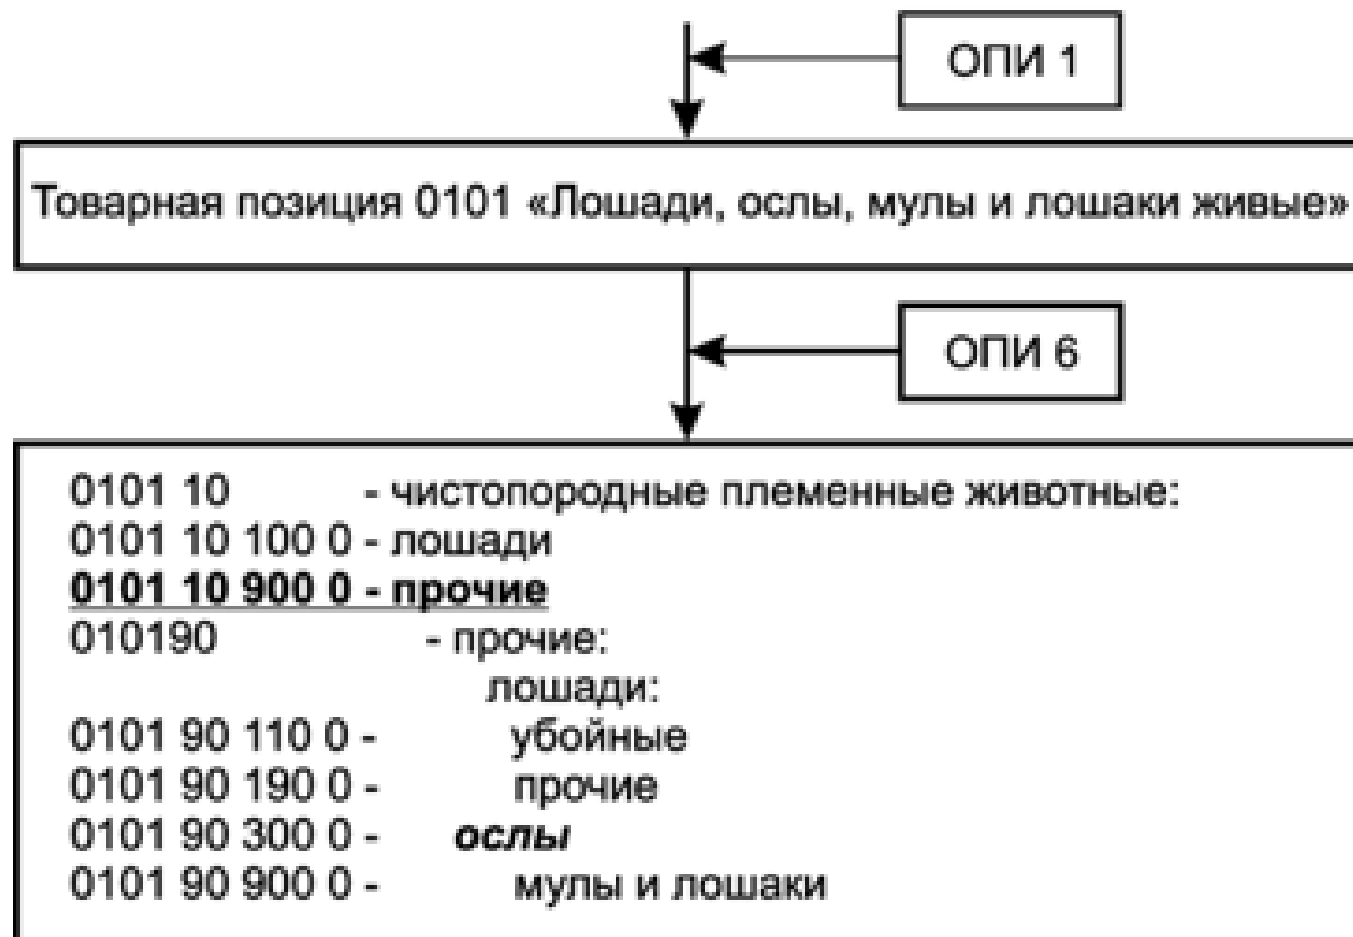 ОПИ 1
Товарная позиция 0101 «Лошади, ослы, мулы и лошаки живые»
ОПИ 6
0101 10 - чистопородные племенные животные:
0101 10 100 0 - лошади
0101 10 900 0 - прочие
010190 - прочие:
лошади:
0101 90 110 0 - убойные
0101 90 190 0 - прочие
0101 90 300 0 - ослы
0101 90 900 0 - мулы и лошаки